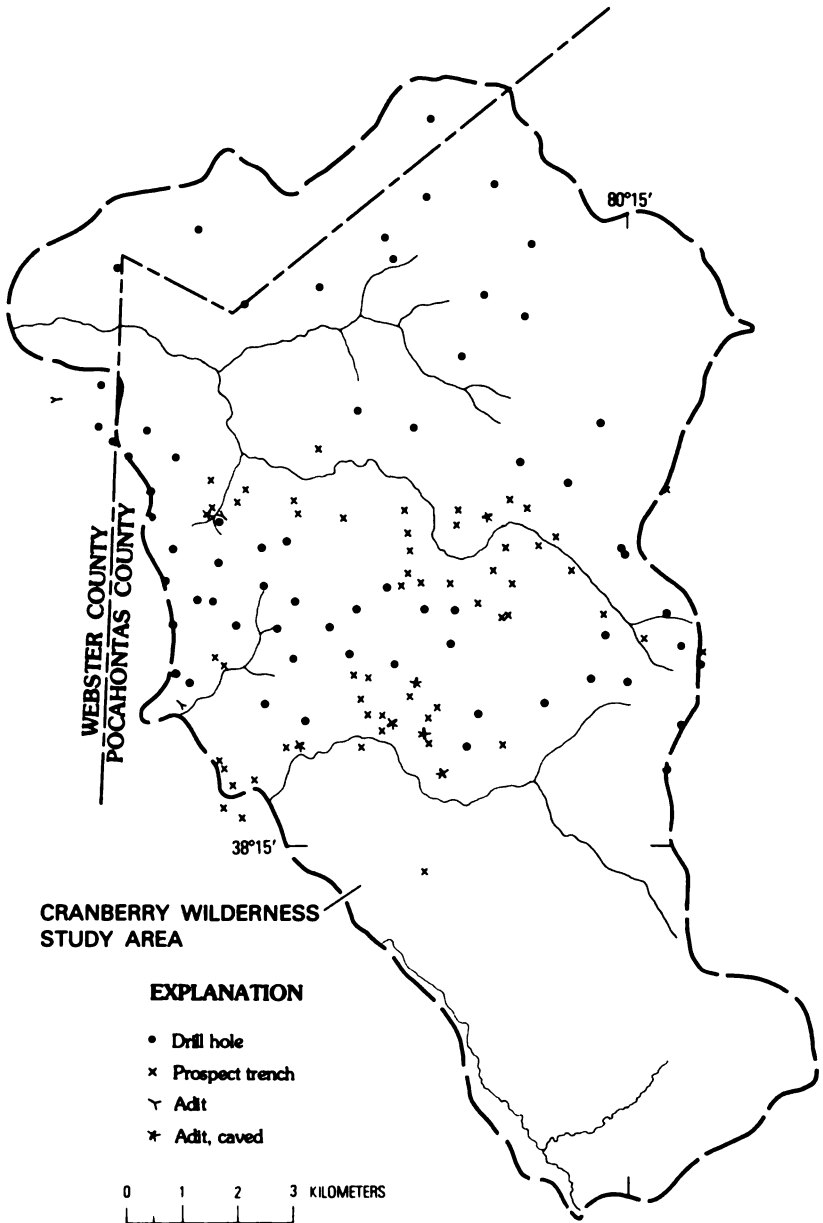 80°15′
WEBSTER COUNTY
POCAHONTAS COUNTY
38°15′
CRANBERRY WILDERNESS
STUDY AREA
EXPLANATION
Drill hole
Prospect trench
Adit
Adit, caved
0 1 2 3 KILOMETERS